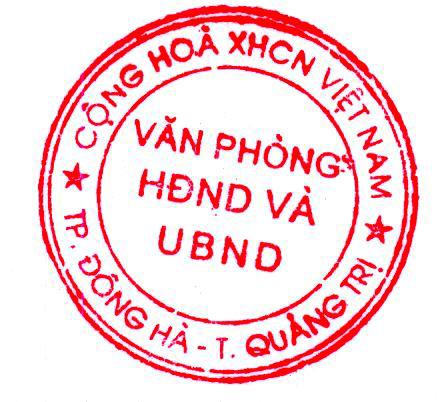 CỘNG HOÀ XHCN VIỆT NAM
VĂN PHÒNG
HĐND VÀ
UBND
TP. ĐÔNG HÀ - T. QUẢNG TRỊ